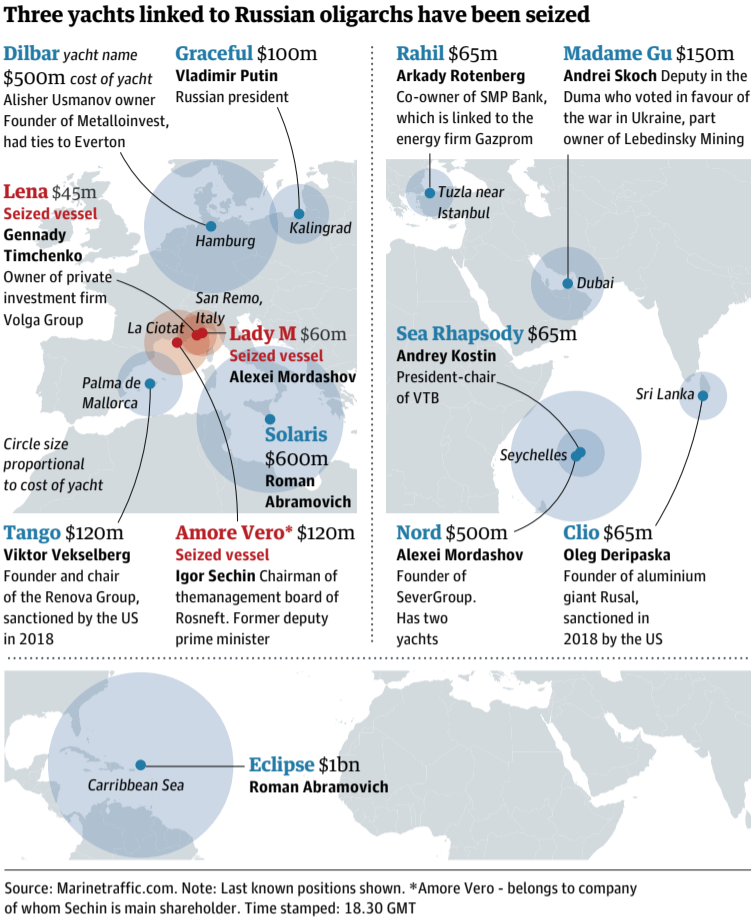 Three yachts linked to Russian oligarchs have been seized
Dilbar yacht name
$500m cost of yacht
Alisher Usmanov owner
Founder of Metalloinvest,
had ties to Everton
Graceful $100m
Vladimir Putin
Russian president
Rahil $65m
Arkady Rotenberg
Co-owner of SMP Bank,
which is linked to the
energy firm Gazprom
Madame Gu $150m
Andrei Skoch Deputy in the
Duma who voted in favour of
the war in Ukraine, part
owner of Lebedinsky Mining
Lena $45m
Seized vessel
Gennady
Timchenko
Owner of private
investment firm
Volga Group
Hamburg
Kalingrad
San Remo,
Italy
La Ciotat
Lady M $60m
Seized vessel
Alexei Mordashov
Palma de
Mallorca
Solaris
$600m
Roman
Abramovich
Circle size
proportional
to cost of yacht
Tuzla near
Istanbul
Dubai
Sea Rhapsody $65m
Andrey Kostin
President-chair
of VTB
Sri Lanka
Seychelles
Tango $120m
Viktor Vekselberg
Founder and chair
of the Renova Group,
sanctioned by the US
in 2018
Amore Vero* $120m
Seized vessel
Igor Sechin Chairman of
themanagement board of
Rosneft. Former deputy
prime minister
Nord $500m
Alexei Mordashov
Founder of
SeverGroup.
Has two
yachts
Clio $65m
Oleg Deripaska
Founder of aluminium
giant Rusal,
sanctioned in
2018 by the US
Carribbean Sea
Eclipse $1bn
Roman Abramovich
Source: Marinetraffic.com. Note: Last known positions shown. *Amore Vero - belongs to company
of whom Sechin is main shareholder. Time stamped: 18.30 GMT